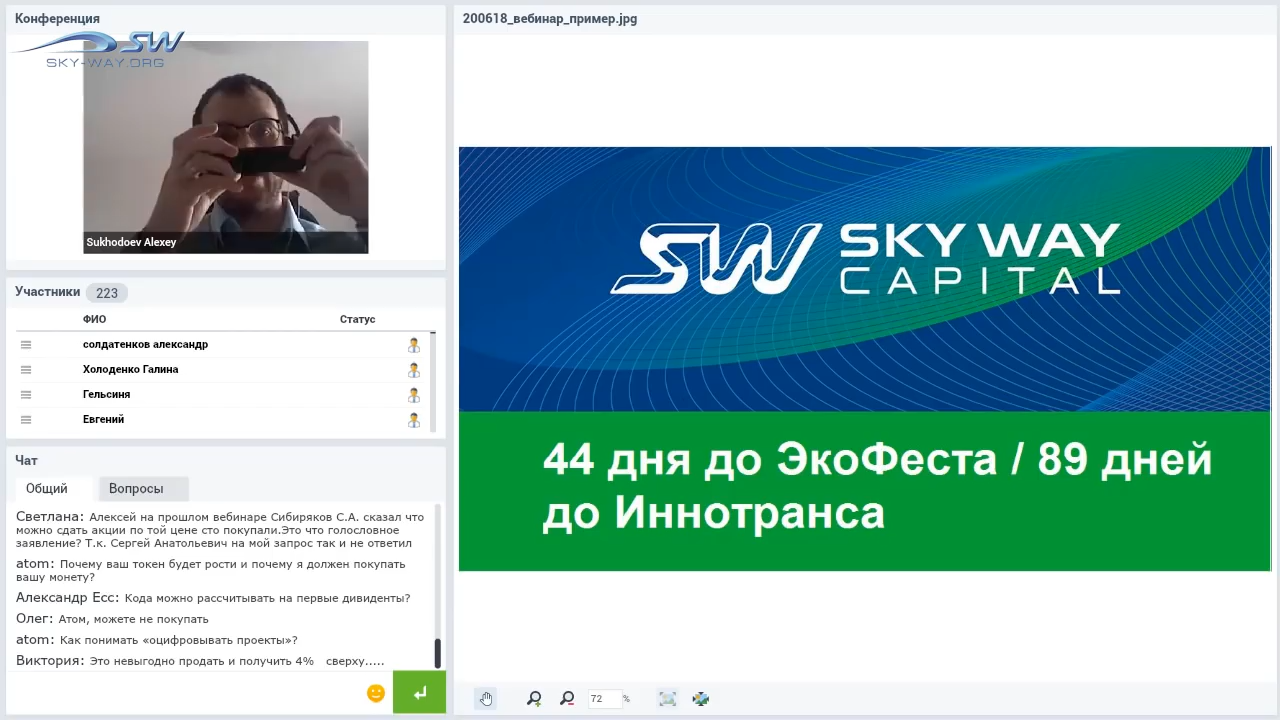 Конференция
SW
SKY-WAY.ORG
Sukhodoev Alexey
Участники 223
ФИО Статус
солдатенков александр
Холоденко Галина
Гельсиня
Евгений
Чат
Общий Вопросы
Светлана: Алексей на прошлом вебинаре Сибиряков С.А. сказал что
можно сдать акции по той цене сто покупали.Это что голословное
заявление? Т.к. Сергей Анатольевич на мой запрос так и не ответил
atom: Почему ваш токен будет рости и почему я должен покупать
вашу монету?
Александр Есс: Кода можно рассчитывать на первые дивиденты?
Олег: Атом, можете не покупать
atom: Как понимать «оцифровывать проекты»?
Виктория: Это невыгодно продать и получить 4% сверху.....
200618_вебинар_пример.jpg
SW SKY WAY
CAPITAL
44 дня до ЭкоФеста / 89 дней
до Иннотранса
72 %